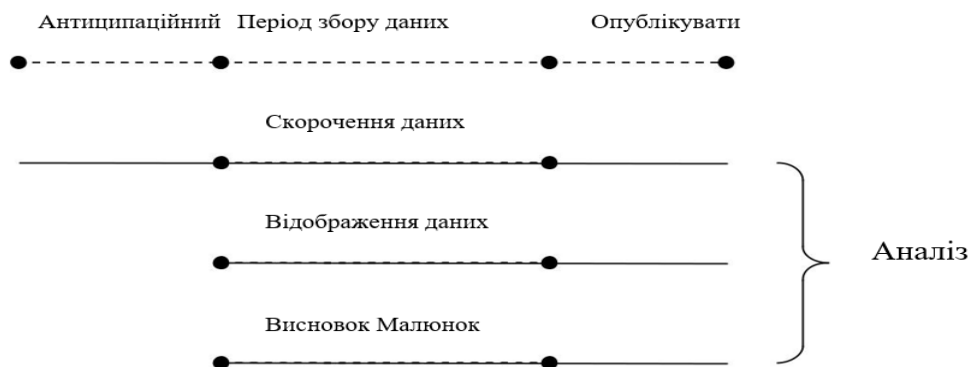 Антиципаційний Період збору даних Опублікувати
Скорочення даних
Відображення даних
Аналіз
Висновок Малюнок